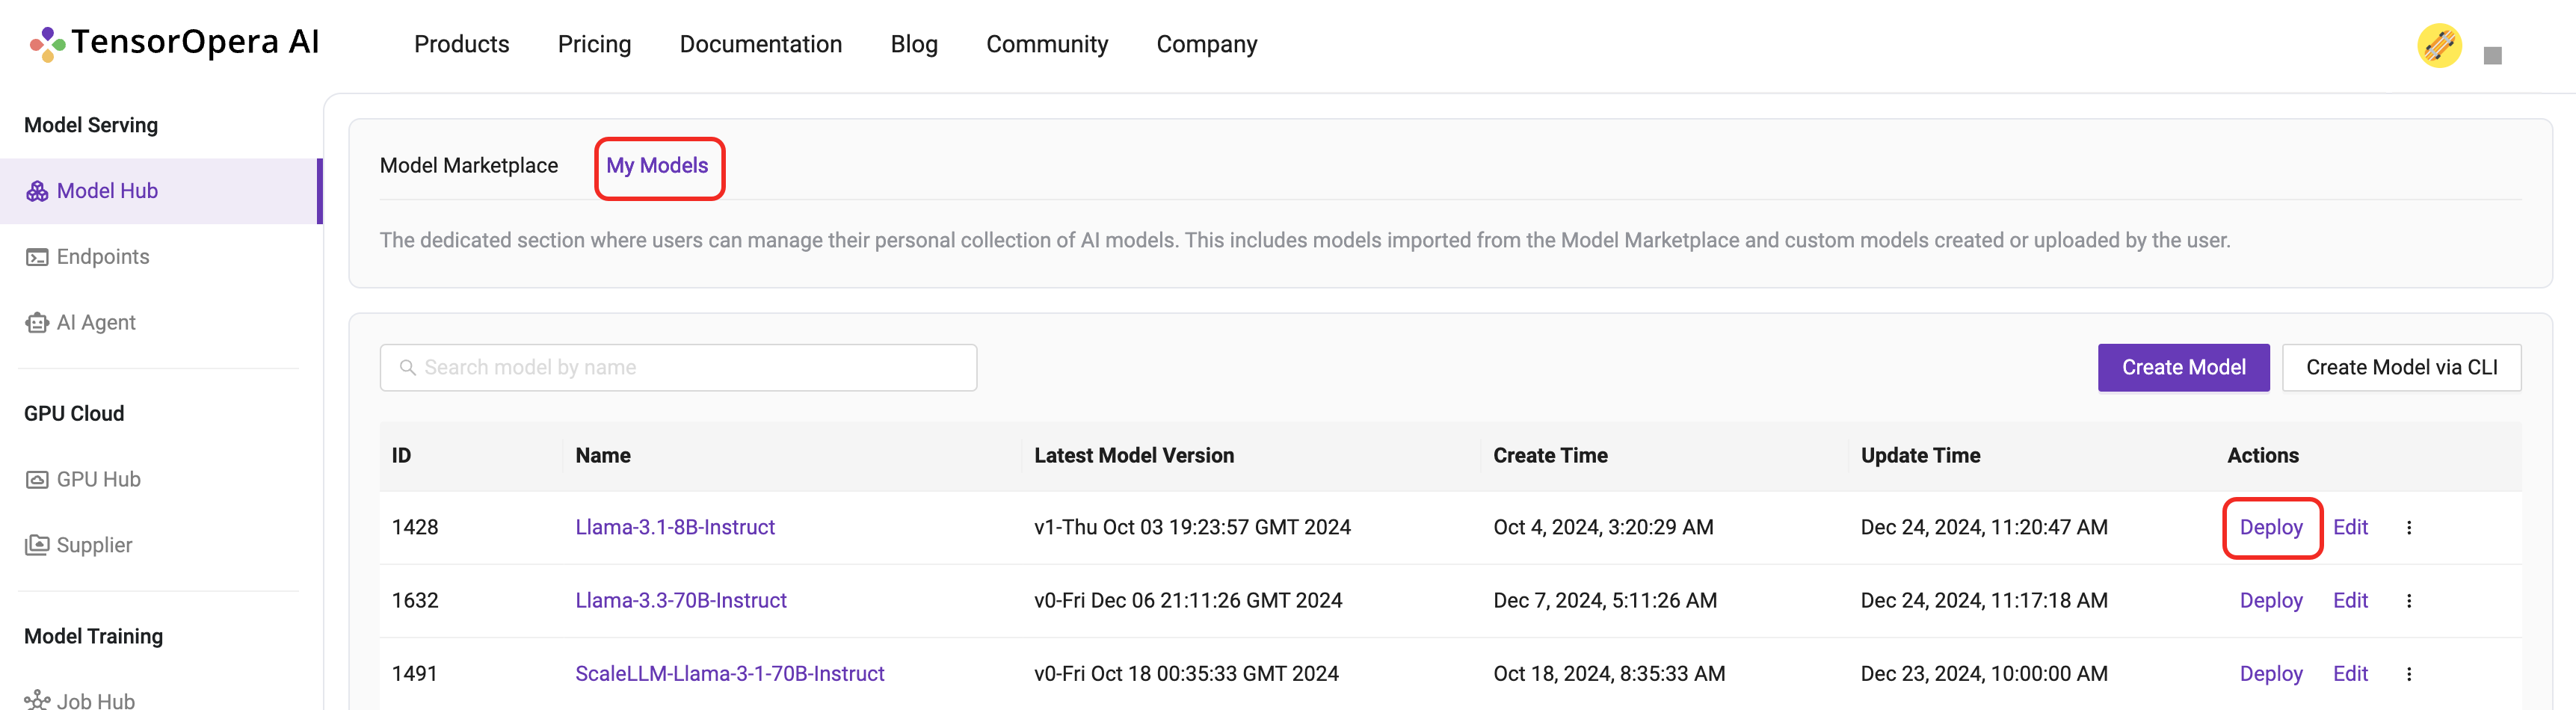 TensorOpera AI
Products Pricing Documentation Blog Community Company
Model Serving
Model Hub
Endpoints
AI Agent
GPU Cloud
GPU Hub
Supplier
Model Training
Job Hub
Model Marketplace My Models
The dedicated section where users can manage their personal collection of AI models. This includes models imported from the Model Marketplace and custom models created or uploaded by the user.
Search model by name
Create Model Create Model via CLI
ID Name Latest Model Version Create Time Update Time Actions
1428 Llama-3.1-8B-Instruct v1-Thu Oct 03 19:23:57 GMT 2024 Oct 4, 2024, 3:20:29 AM Dec 24, 2024, 11:20:47 AM Deploy Edit
1632 Llama-3.3-70B-Instruct v0-Fri Dec 06 21:11:26 GMT 2024 Dec 7, 2024, 5:11:26 AM Dec 24, 2024, 11:17:18 AM Deploy Edit
1491 ScaleLLM-Llama-3-1-70B-Instruct v0-Fri Oct 18 00:35:33 GMT 2024 Oct 18, 2024, 8:35:33 AM Dec 23, 2024, 10:00:00 AM Deploy Edit